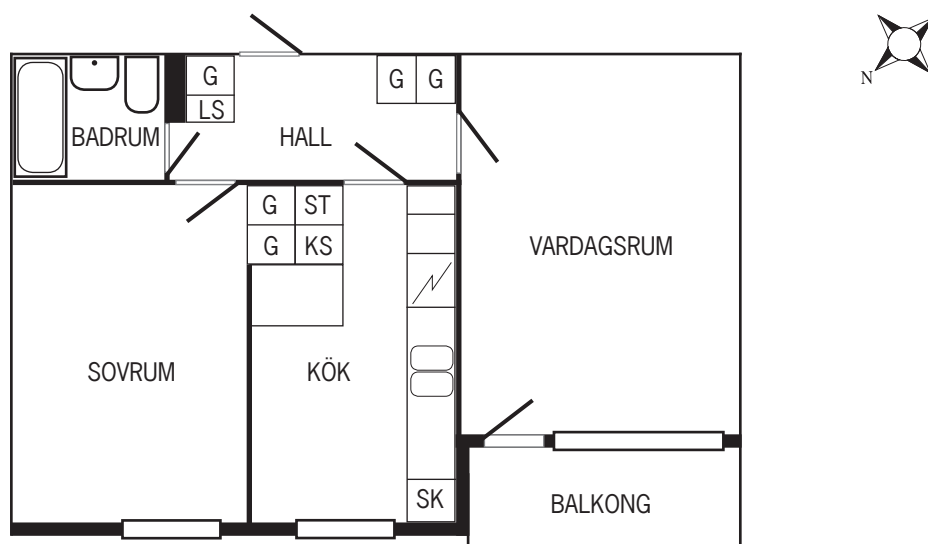 G
G G
LS
BADRUM
HALL
N
G ST
G KS
VARDAGSRUM
SOVRUM
KÖK
SK
BALKONG